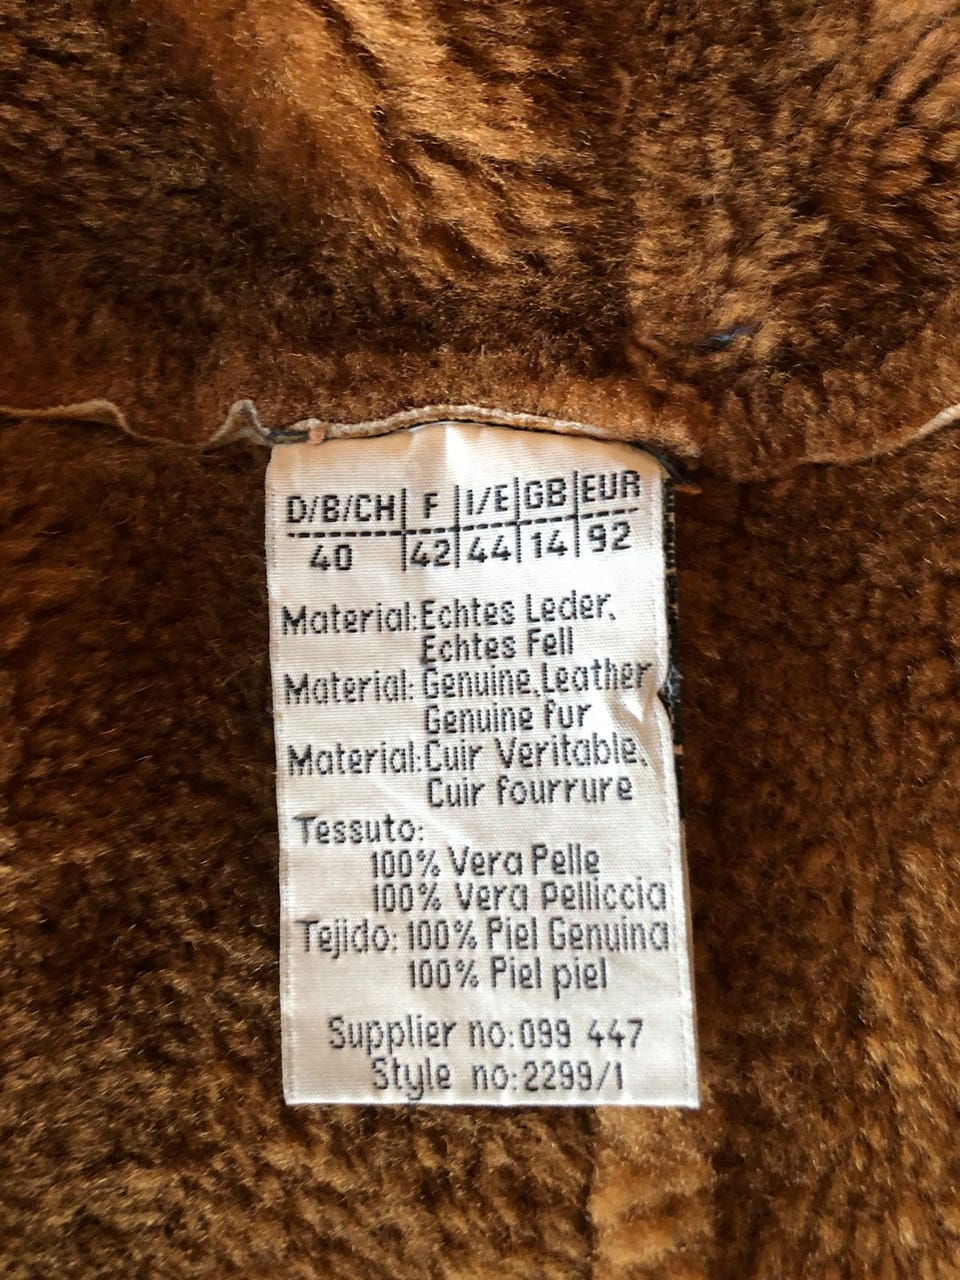 D/B/CH| F |I/E|GB|EUR
40 |42|44|14|92
Material:Echtes Leder,
Echtes Fell
Material: Genuine,Leather
Genuine fur
Material:Cuir Veritable,
Cuir fourrure
Tessuto:
100% Vera Pelle
100% Vera Pelliccia
Tejido: 100% Piel Genuina
100% Piel piel
Supplier no:099 447
Style no:2299/1